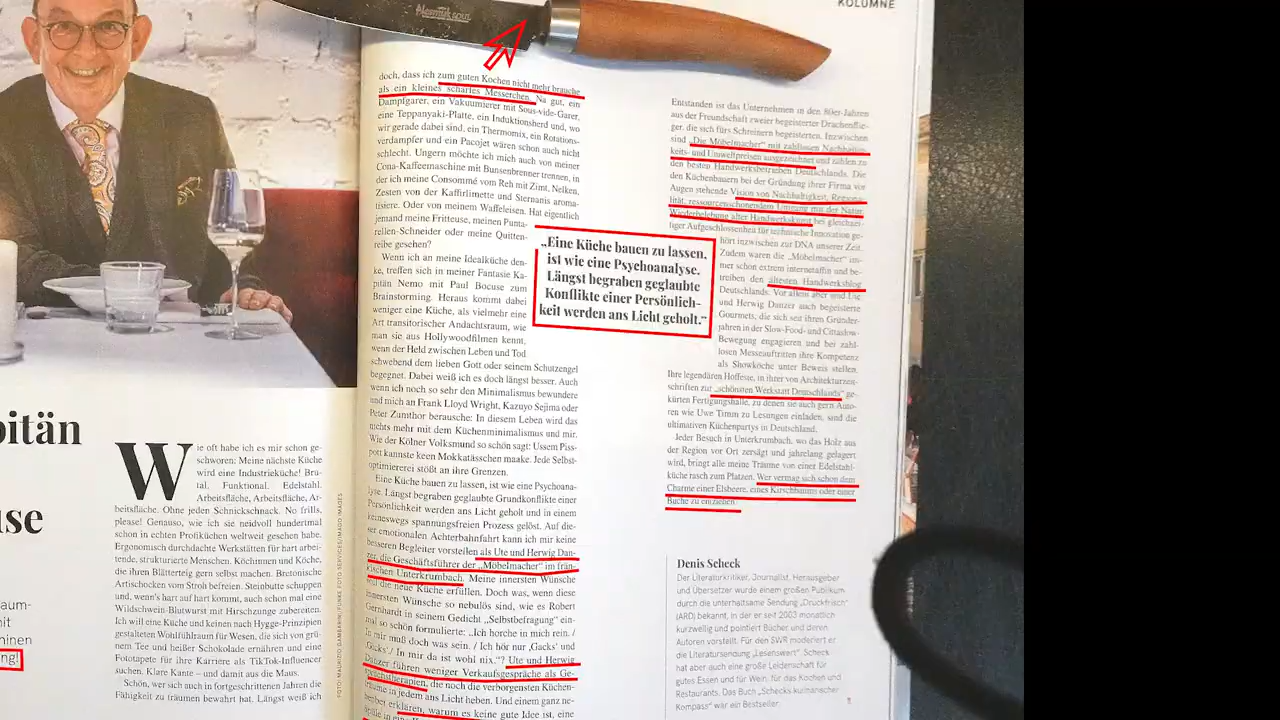 KOLUMNE
Nesmuk soul
pitän
use
aum-
mit
minen
ng!
Wie oft habe ich es mir schon ge-
schworen: Meine nächste Küche
wird eine Industrieküche! Bru-
tal. Funktional. Edelstahl.
Arbeitsfläche, Arbeitsfläche, Ar-
beitsfläche. Ohne jeden Schnickschnack. No frills,
please! Genauso, wie ich sie neidvoll hundertmal
schon in echten Profiküchen weltweit gesehen habe.
Ergonomisch durchdachte Werkstätten für hart arbei-
tende, strukturierte Menschen. Köchinnen und Köche,
die ihren Blätterteig gern selbst machen. Bretonische
Artischocken vom Stroh befreien. Steinbutte schuppen
und, wenn's hart auf hart kommt, auch schon mal eine
Wildschwein-Blutwurst mit Hirschzunge zubereiten.
Ich will eine Küche und keinen nach Hygge-Prinzipien
gestalteten Wohlfühlraum für Wesen, die sich von grü-
nem Tee und heißer Schokolade ernähren und eine
Fototapete für ihre Karriere als TikTok-Influencer
suchen. Klare Kante – und damit aus die Maus.
Schön, wer sich auch in fortgeschrittenen Jahren die
Fähigkeit zu träumen bewahrt hat. Längst weiß ich
FOTO: MAURIZIO GAMBARINI/FUNKE FOTO SERVICES/IMAGO IMAGES
doch, dass ich zum guten Kochen nicht mehr brauche
als ein kleines scharfes Messerchen. Na gut, ein
Dampfgarer, ein Vakuumierer mit Sous-vide-Garer,
eine Teppanyaki-Platte, ein Induktionsherd und, wo
wir gerade dabei sind, ein Thermomix, ein Rotations-
verdampfer und ein Pacojet wären schon auch nicht
schlecht. Ungern möchte ich mich auch von meiner
Cona-Kaffeemaschine mit Bunsenbrenner trennen, in
der ich meine Consommé vom Reh mit Zimt, Nelken,
Zesten von der Kaffirlimette und Sternanis aroma-
tisiere. Oder von meinem Waffeleisen. Hat eigentlich
jemand meine Fritteuse, meinen Punta-
rellen-Schneider oder meine Quitten-
reibe gesehen?
Wenn ich an meine Idealküche den-
ke, treffen sich in meiner Fantasie Ka-
pitän Nemo mit Paul Bocuse zum
Brainstorming. Heraus kommt dabei
weniger eine Küche, als vielmehr eine
Art transitorischer Andachtsraum, wie
man sie aus Hollywoodfilmen kennt,
wenn der Held zwischen Leben und Tod
schwebend dem lieben Gott oder seinem Schutzengel
begegnet. Dabei weiß ich es doch längst besser. Auch
wenn ich noch so sehr den Minimalismus bewundere
und mich an Frank Lloyd Wright, Kazuyo Sejima oder
Peter Zumthor berausche: In diesem Leben wird das
nichts mehr mit dem Küchenminimalismus und mir.
Wie der Kölner Volksmund so schön sagt: Ussem Piss-
pott kannste keen Mokkatässchen maake. Jede Selbst-
optimiererei stößt an ihre Grenzen.
Eine Küche bauen zu lassen, ist wie eine Psychoana-
lyse. Längst begraben geglaubte Grundkonflikte einer
Persönlichkeit werden ans Licht geholt und in einem
keineswegs spannungsfreien Prozess gelöst. Auf die-
ser emotionalen Achterbahnfahrt kann ich mir keine
besseren Begleiter vorstellen als Ute und Herwig Dan-
zer, die Geschäftsführer der „Möbelmacher“ im frän-
kischen Unterkrumbach. Meine innersten Wünsche
soll die neue Küche erfüllen. Doch was, wenn diese
innersten Wünsche so nebulös sind, wie es Robert
Gernhardt in seinem Gedicht „Selbstbefragung“ ein-
mal so schön formulierte: „Ich horche in mich rein. /
In mir muß doch was sein. / Ich hör nur ,Gacks‘ und
,Gicks‘. / In mir da ist wohl nix.“? Ute und Herwig
Danzer führen weniger Verkaufsgespräche als Ge-
sprächstherapien, die noch die verborgensten Küchen-
träume in jedem ans Licht heben. Und einem ganz ne-
benbei erklären, warum es keine gute Idee ist, eine
„Eine Küche bauen zu lassen,
ist wie eine Psychoanalyse.
Längst begraben geglaubte
Konflikte einer Persönlich-
keit werden ans Licht geholt.“
Entstanden ist das Unternehmen in den 80er-Jahren
aus der Freundschaft zweier begeisterter Drachenflie-
ger, die sich fürs Schreinern begeisterten. Inzwischen
sind „Die Möbelmacher“ mit zahllosen Nachhaltig-
keits- und Umweltpreisen ausgezeichnet und zählen zu
den besten Handwerksbetrieben Deutschlands. Die
den Küchenbauern bei der Gründung ihrer Firma vor
Augen stehende Vision von Nachhaltigkeit, Regiona-
lität, ressourcenschonendem Umgang mit der Natur,
Wiederbelebung alter Handwerkskunst bei gleichzei-
tiger Aufgeschlossenheit für technische Innovation ge-
hört inzwischen zur DNA unserer Zeit.
Zudem waren die „Möbelmacher“ im-
mer schon extrem internetaffin und be-
treiben den ältesten Handwerksblog
Deutschlands. Vor allem aber sind Ute
und Herwig Danzer auch begeisterte
Gourmets, die sich seit ihren Gründer-
jahren in der Slow-Food- und Cittaslow-
Bewegung engagieren und bei zahl-
losen Messeauftritten ihre Kompetenz
als Showköche unter Beweis stellen.
Ihre legendären Hoffeste, in ihrer von Architekturzeit-
schriften zur „schönsten Werkstatt Deutschlands“ ge-
kürten Fertigungshalle, zu denen sie auch gern Auto-
ren wie Uwe Timm zu Lesungen einladen, sind die
ultimativen Küchenpartys in Deutschland.
Jeder Besuch in Unterkrumbach, wo das Holz aus
der Region vor Ort zersägt und jahrelang gelagert
wird, bringt alle meine Träume von einer Edelstahl-
küche rasch zum Platzen. Wer vermag sich schon dem
Charme einer Elsbeere, eines Kirschbaums oder einer
Buche zu entziehen.
Denis Scheck
Der Literaturkritiker, Journalist, Herausgeber
und Übersetzer wurde einem großen Publikum
durch die unterhaltsame Sendung „Druckfrisch“
(ARD) bekannt, in der er seit 2003 monatlich
kurzweilig und pointiert Bücher und deren
Autoren vorstellt. Für den SWR moderiert er
die Literatursendung „Lesenswert“. Scheck
hat aber auch eine große Leidenschaft für
gutes Essen und für Wein, für das Kochen und
Restaurants. Das Buch „Schecks kulinarischer
Kompass“ war ein Bestseller.